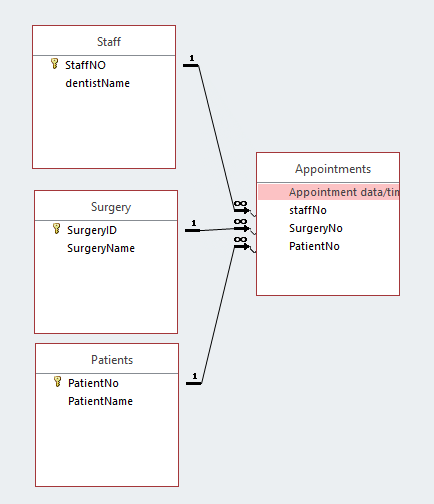 Staff
StaffNO
dentistName
1
Surgery
SurgeryID
SurgeryName
1
Patients
PatientNo
PatientName
1
Appointments
Appointment data/tim
staffNo
SurgeryNo
PatientNo
∞
∞
∞